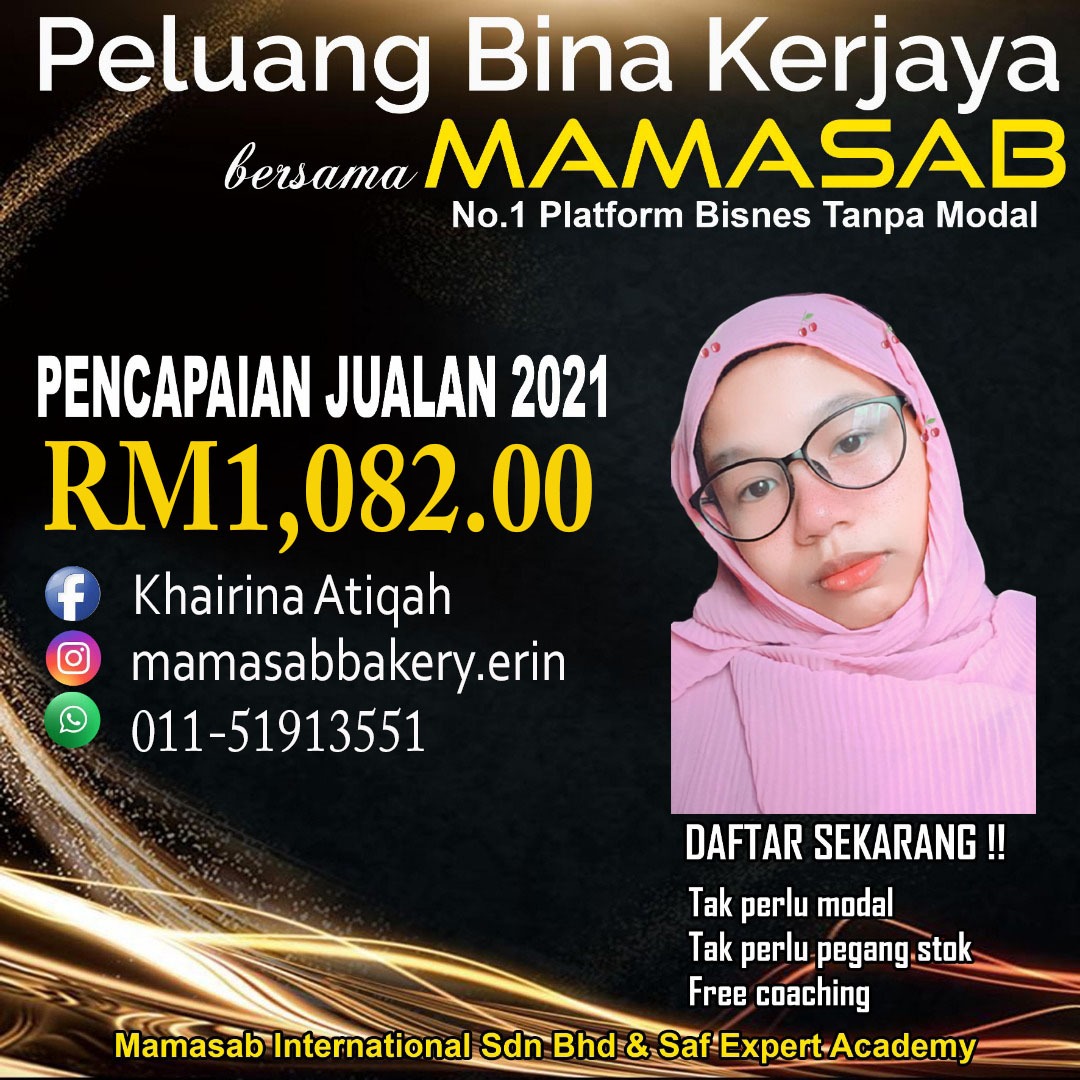 Peluang Bina Kerjaya
bersama MAMASAB
No.1 Platform Bisnes Tanpa Modal
PENCAPAIAN JUALAN 2021
RM1,082.00
Khairina Atiqah
mamasabbakery.erin
011-51913551
DAFTAR SEKARANG !!
Tak perlu modal
Tak perlu pegang stok
Free coaching
Mamasab International Sdn Bhd & Saf Expert Academy